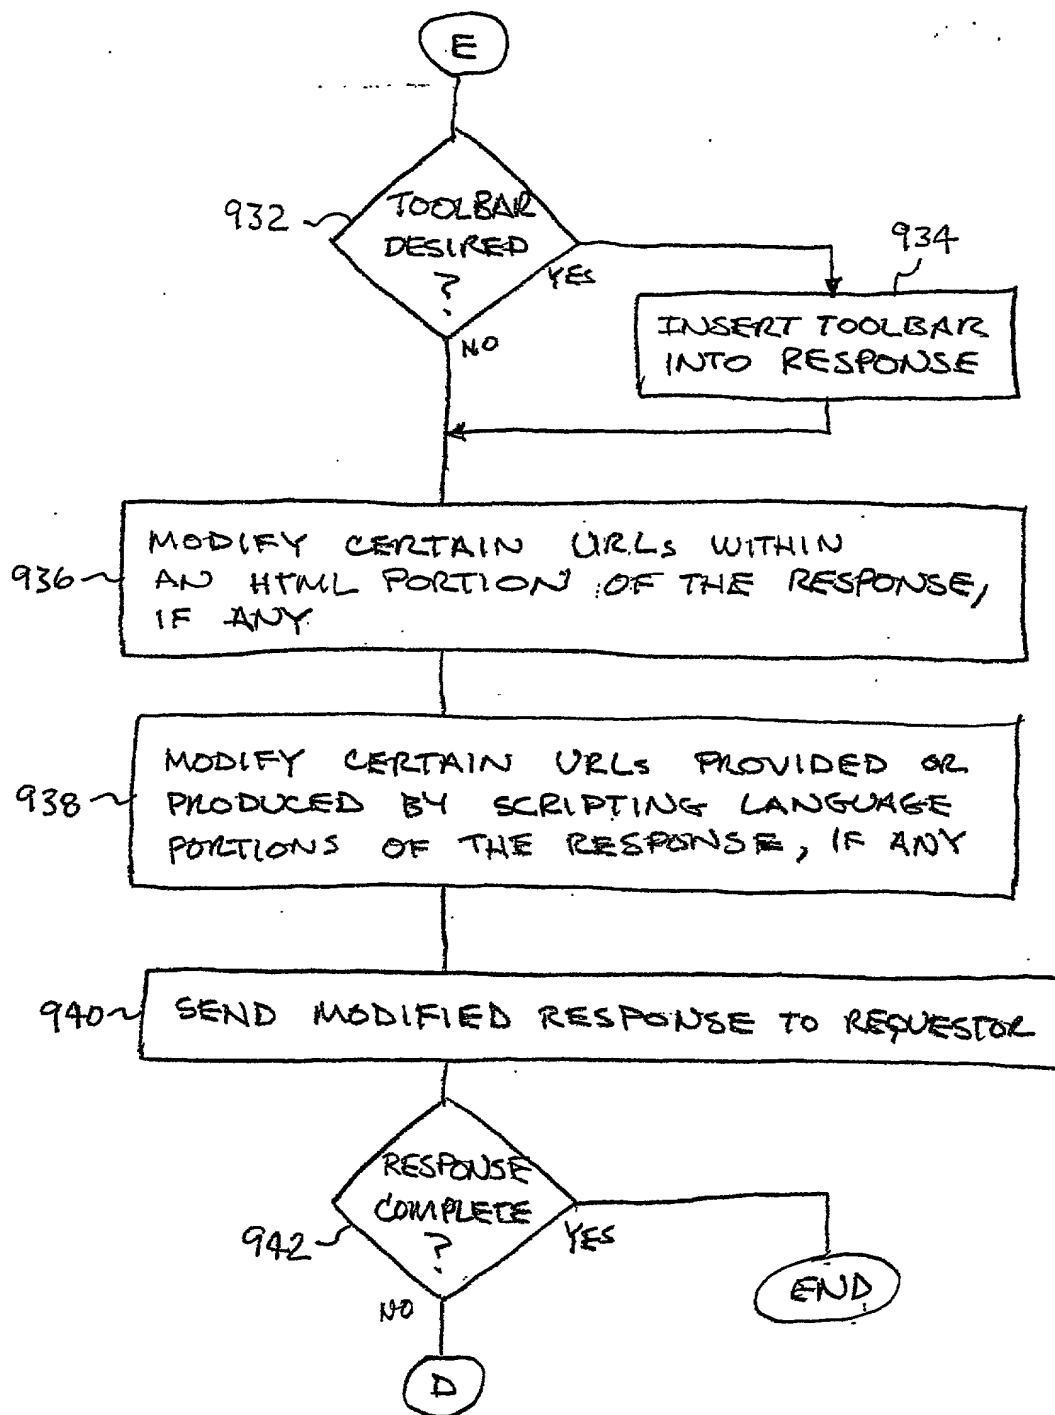 E
932
TOOLBAR
DESIRED
?
YES
NO
934
INSERT TOOLBAR
INTO RESPONSE
936
MODIFY CERTAIN URLs WITHIN
AN HTML PORTION OF THE RESPONSE,
IF ANY
938
MODIFY CERTAIN URLs PROVIDED OR
PRODUCED BY SCRIPTING LANGUAGE
PORTIONS OF THE RESPONSE, IF ANY
940
SEND MODIFIED RESPONSE TO REQUESTOR
942
RESPONSE
COMPLETE
?
YES
NO
END
D